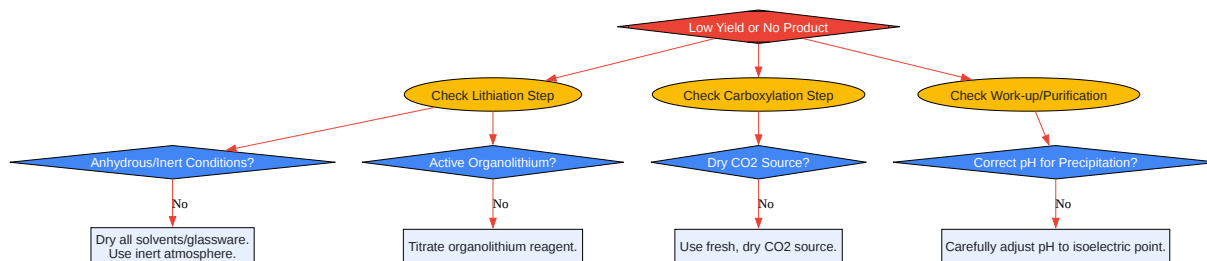 Low Yield or No Product
Check Lithiation Step
Check Carboxylation Step
Check Work-up/Purification
Anhydrous/Inert Conditions?
Active Organolithium?
Dry CO2 Source?
Correct pH for Precipitation?
No
No
No
No
Dry all solvents/glassware.
Use inert atmosphere.
Titrate organolithium reagent.
Use fresh, dry CO2 source.
Carefully adjust pH to isoelectric point.